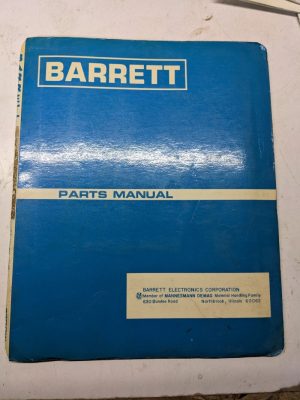 BARRETT
PARTS MANUAL
BARRETT ELECTRONICS CORPORATION
Member of MANNESMANN DEMAG Material Handling Family
630 Dundee Road Northbrook, Illinois 60062